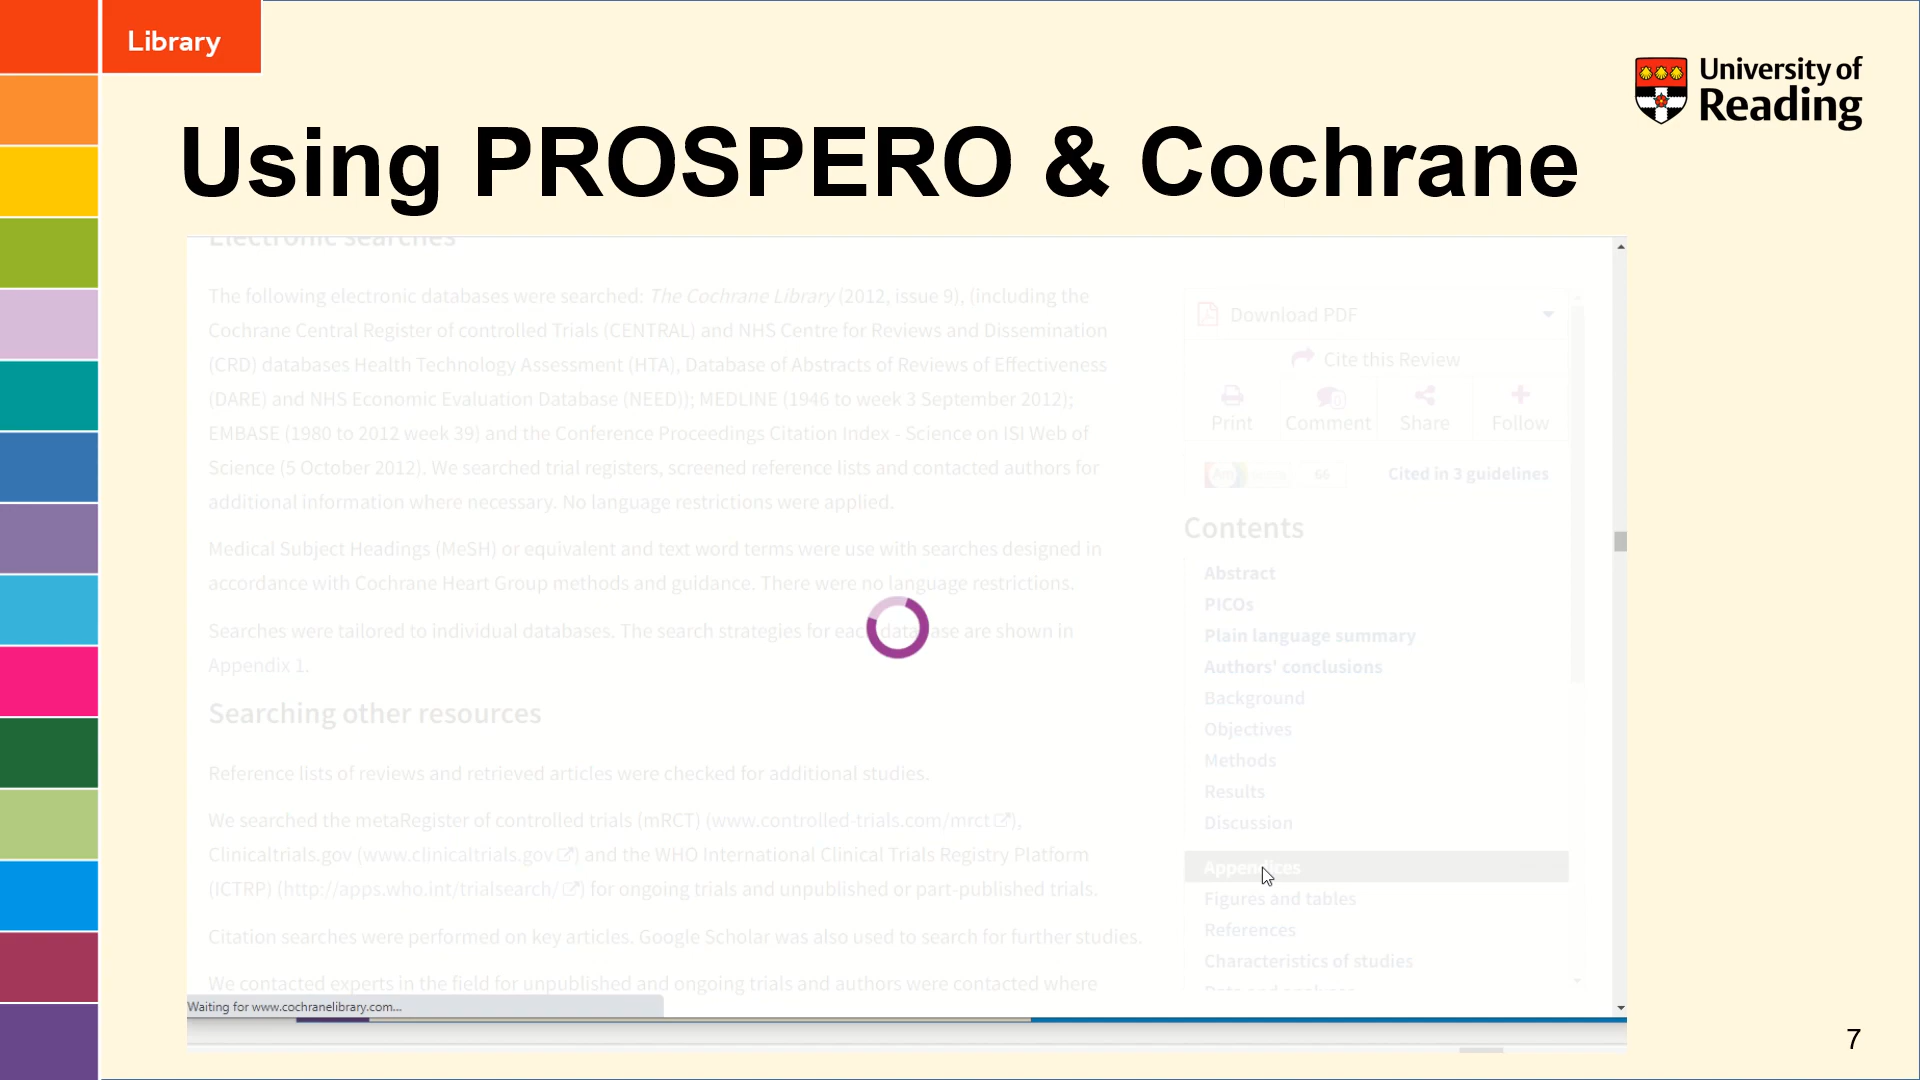 Library
University of
Reading
Using PROSPERO & Cochrane
Electronic searches
The following electronic databases were searched: The Cochrane Library (2012, issue 9), (including the
Cochrane Central Register of controlled Trials (CENTRAL) and NHS Centre for Reviews and Dissemination
(CRD) databases Health Technology Assessment (HTA), Database of Abstracts of Reviews of Effectiveness
(DARE) and NHS Economic Evaluation Database (NEED)); MEDLINE (1946 to week 3 September 2012);
EMBASE (1980 to 2012 week 39) and the Conference Proceedings Citation Index - Science on ISI Web of
Science (5 October 2012). We searched trial registers, screened reference lists and contacted authors for
additional information where necessary. No language restrictions were applied.
Medical Subject Headings (MeSH) or equivalent and text word terms were use with searches designed in
accordance with Cochrane Heart Group methods and guidance. There were no language restrictions.
Searches were tailored to individual databases. The search strategies for each database are shown in
Appendix 1.
Searching other resources
Reference lists of reviews and retrieved articles were checked for additional studies.
We searched the metaRegister of controlled trials (mRCT) (www.controlled-trials.com/mrct),
Clinicaltrials.gov (www.clinicaltrials.gov) and the WHO International Clinical Trials Registry Platform
(ICTRP) (http://apps.who.int/trialsearch/) for ongoing trials and unpublished or part-published trials.
Citation searches were performed on key articles. Google Scholar was also used to search for further studies.
We contacted experts in the field for unpublished and ongoing trials and authors were contacted where
Waiting for www.cochranelibrary.com...
Download PDF
Cite this Review
Print
Comment
0
Share
Follow
Am score 66
Cited in 3 guidelines
Contents
Abstract
PICOs
Plain language summary
Authors' conclusions
Background
Objectives
Methods
Results
Discussion
Appendices
Figures and tables
References
Characteristics of studies
Data and analyses
7